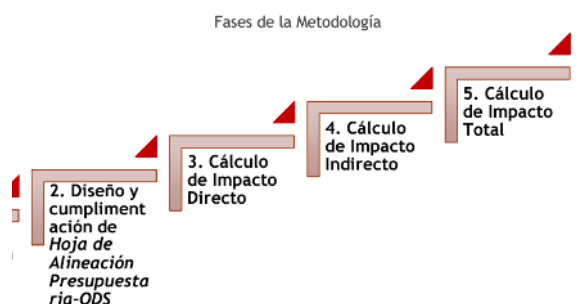 Fases de la Metodología
2. Diseño y
cumpliment
ación de
Hoja de
Alineación
Presupuesta
ria-ODS
3. Cálculo
de Impacto
Directo
4. Cálculo
de Impacto
Indirecto
5. Cálculo
de Impacto
Total